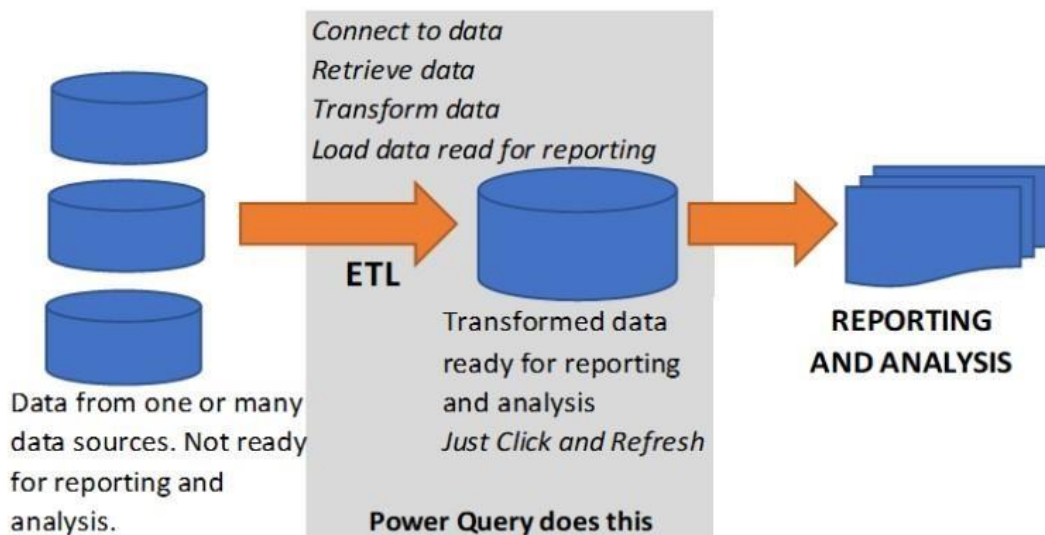 Connect to data
Retrieve data
Transform data
Load data read for reporting
ETL
Data from one or many
data sources. Not ready
for reporting and
analysis.
Transformed data
ready for reporting
and analysis
Just Click and Refresh
Power Query does this
REPORTING
AND ANALYSIS